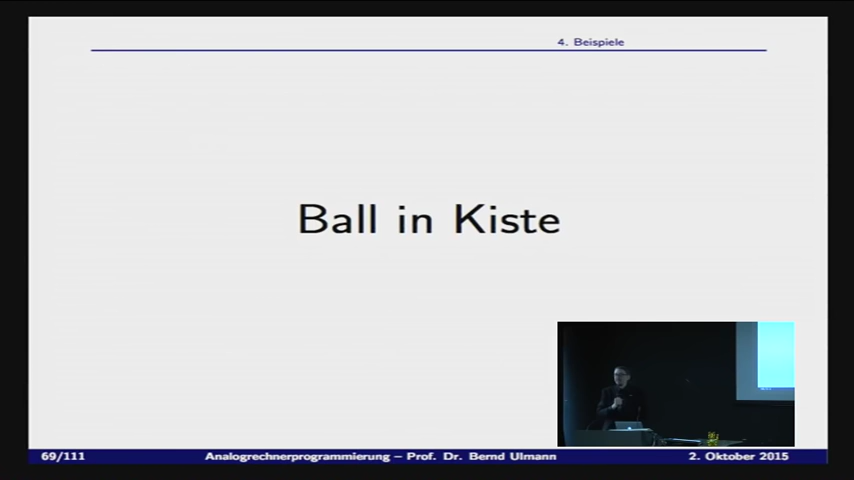 4. Beispiele
Ball in Kiste
69/111
Analogrechnerprogrammierung – Prof. Dr. Bernd Ulmann
2. Oktober 2015